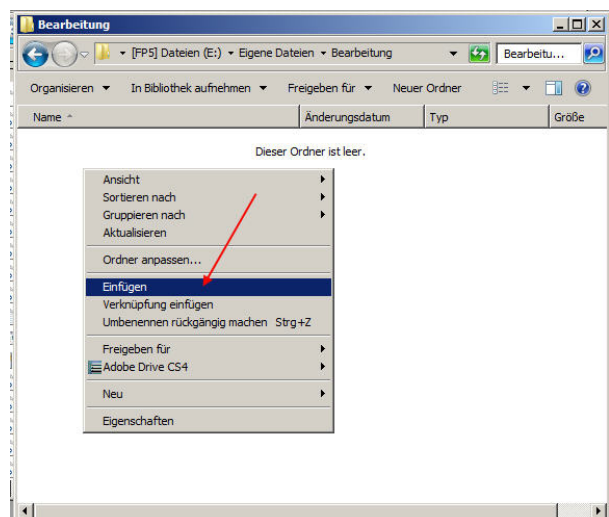 Bearbeitung
[FP5] Dateien (E:) Eigene Dateien Bearbeitung Bearbeitu...
Organisieren In Bibliothek aufnehmen Freigeben für Neuer Ordner
Name Änderungsdatum Typ Größe
Dieser Ordner ist leer.
Ansicht
Sortieren nach
Gruppieren nach
Aktualisieren
Ordner anpassen...
Einfügen
Verknüpfung einfügen
Umbenennen rückgängig machen Strg+Z
Freigeben für
Adobe Drive CS4
Neu
Eigenschaften